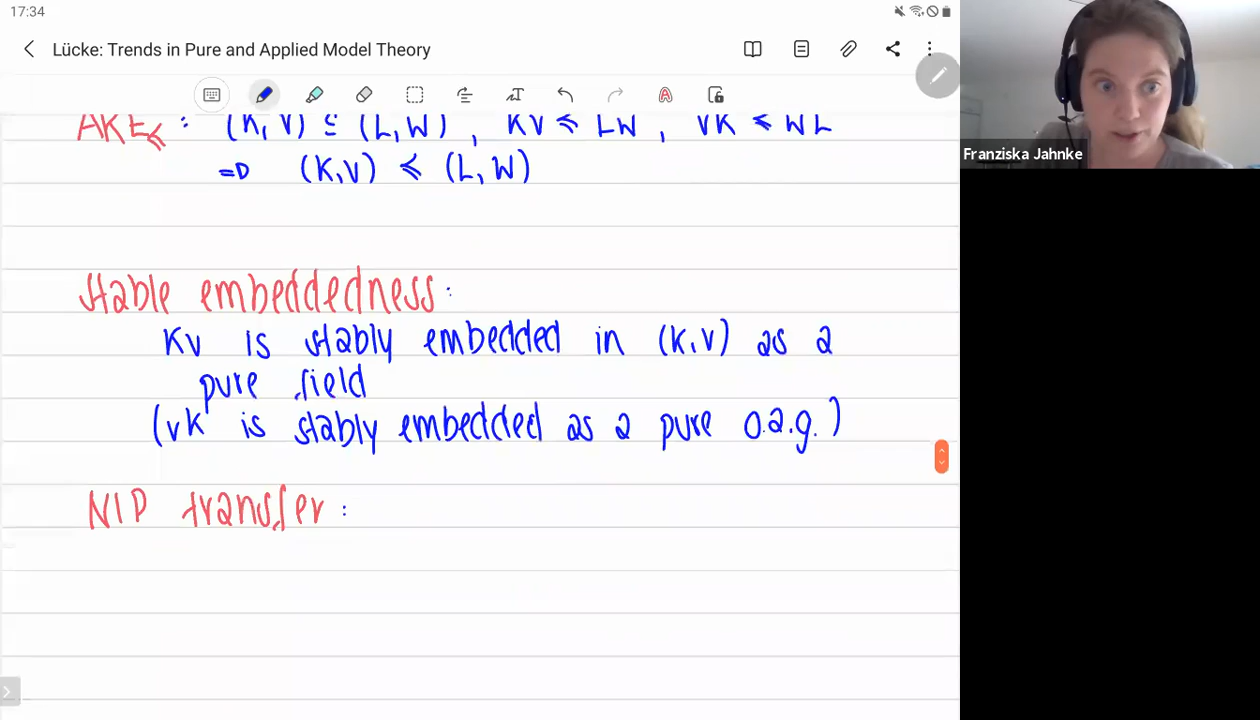 17:34
Lücke: Trends in Pure and Applied Model Theory
Franziska Jahnke
AKE≼ : (K,V) ⊆ (L,W) , KV ≼ LW , VK ≼ WL
⇒ (K,V) ≼ (L,W)
Stable embeddedness :
KV is stably embedded in (K,V) as a
pure field
(VK is stably embedded as a pure o.a.g.)
NIP transfer :